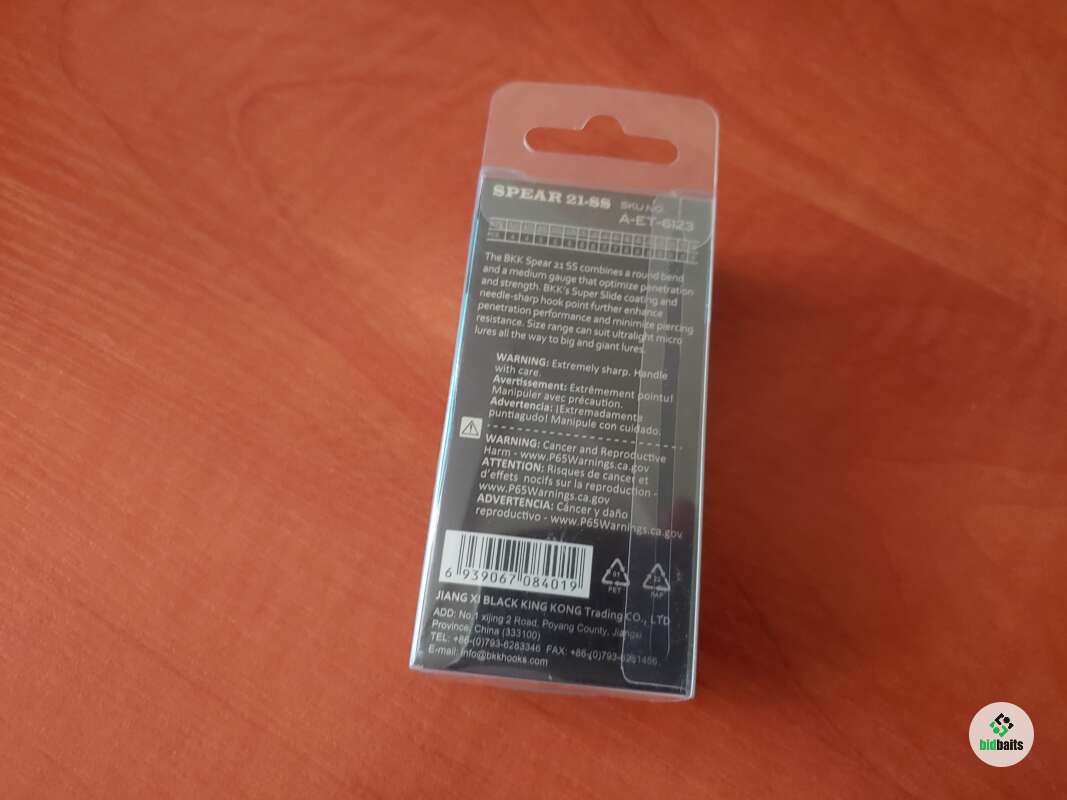 SPEAR 21-SS
SKU NO.
A-ET-6123
The BKK Spear 21 SS combines a round bend
and a medium gauge that optimize penetration
and strength. BKK's Super Slide coating and
needle-sharp hook point further enhance
penetration performance and minimize piercing
resistance. Size range can suit ultralight micro
lures all the way to big and giant lures.
WARNING: Extremely sharp. Handle
with care.
Avertissement: Extrêmement pointu!
Manipuler avec précaution.
Advertencia: ¡Extremadamente
puntiagudo! Manipule con cuidado.
WARNING: Cancer and Reproductive
Harm - www.P65Warnings.ca.gov
ATTENTION: Risques de cancer et
d'effets nocifs sur la reproduction -
www.P65Warnings.ca.gov
ADVERTENCIA: Cáncer y daño
reproductivo - www.P65Warnings.ca.gov
6 939067 084019
01
PET
PAP
JIANG XI BLACK KING KONG Trading CO., LTD
ADD: No.1 xijing 2 Road, Poyang County, Jiangxi
Province, China (333100)
TEL: +86-(0)793-6283346 FAX: +86-(0)793-6251456
E-mail: info@bkkhooks.com
bidbaits